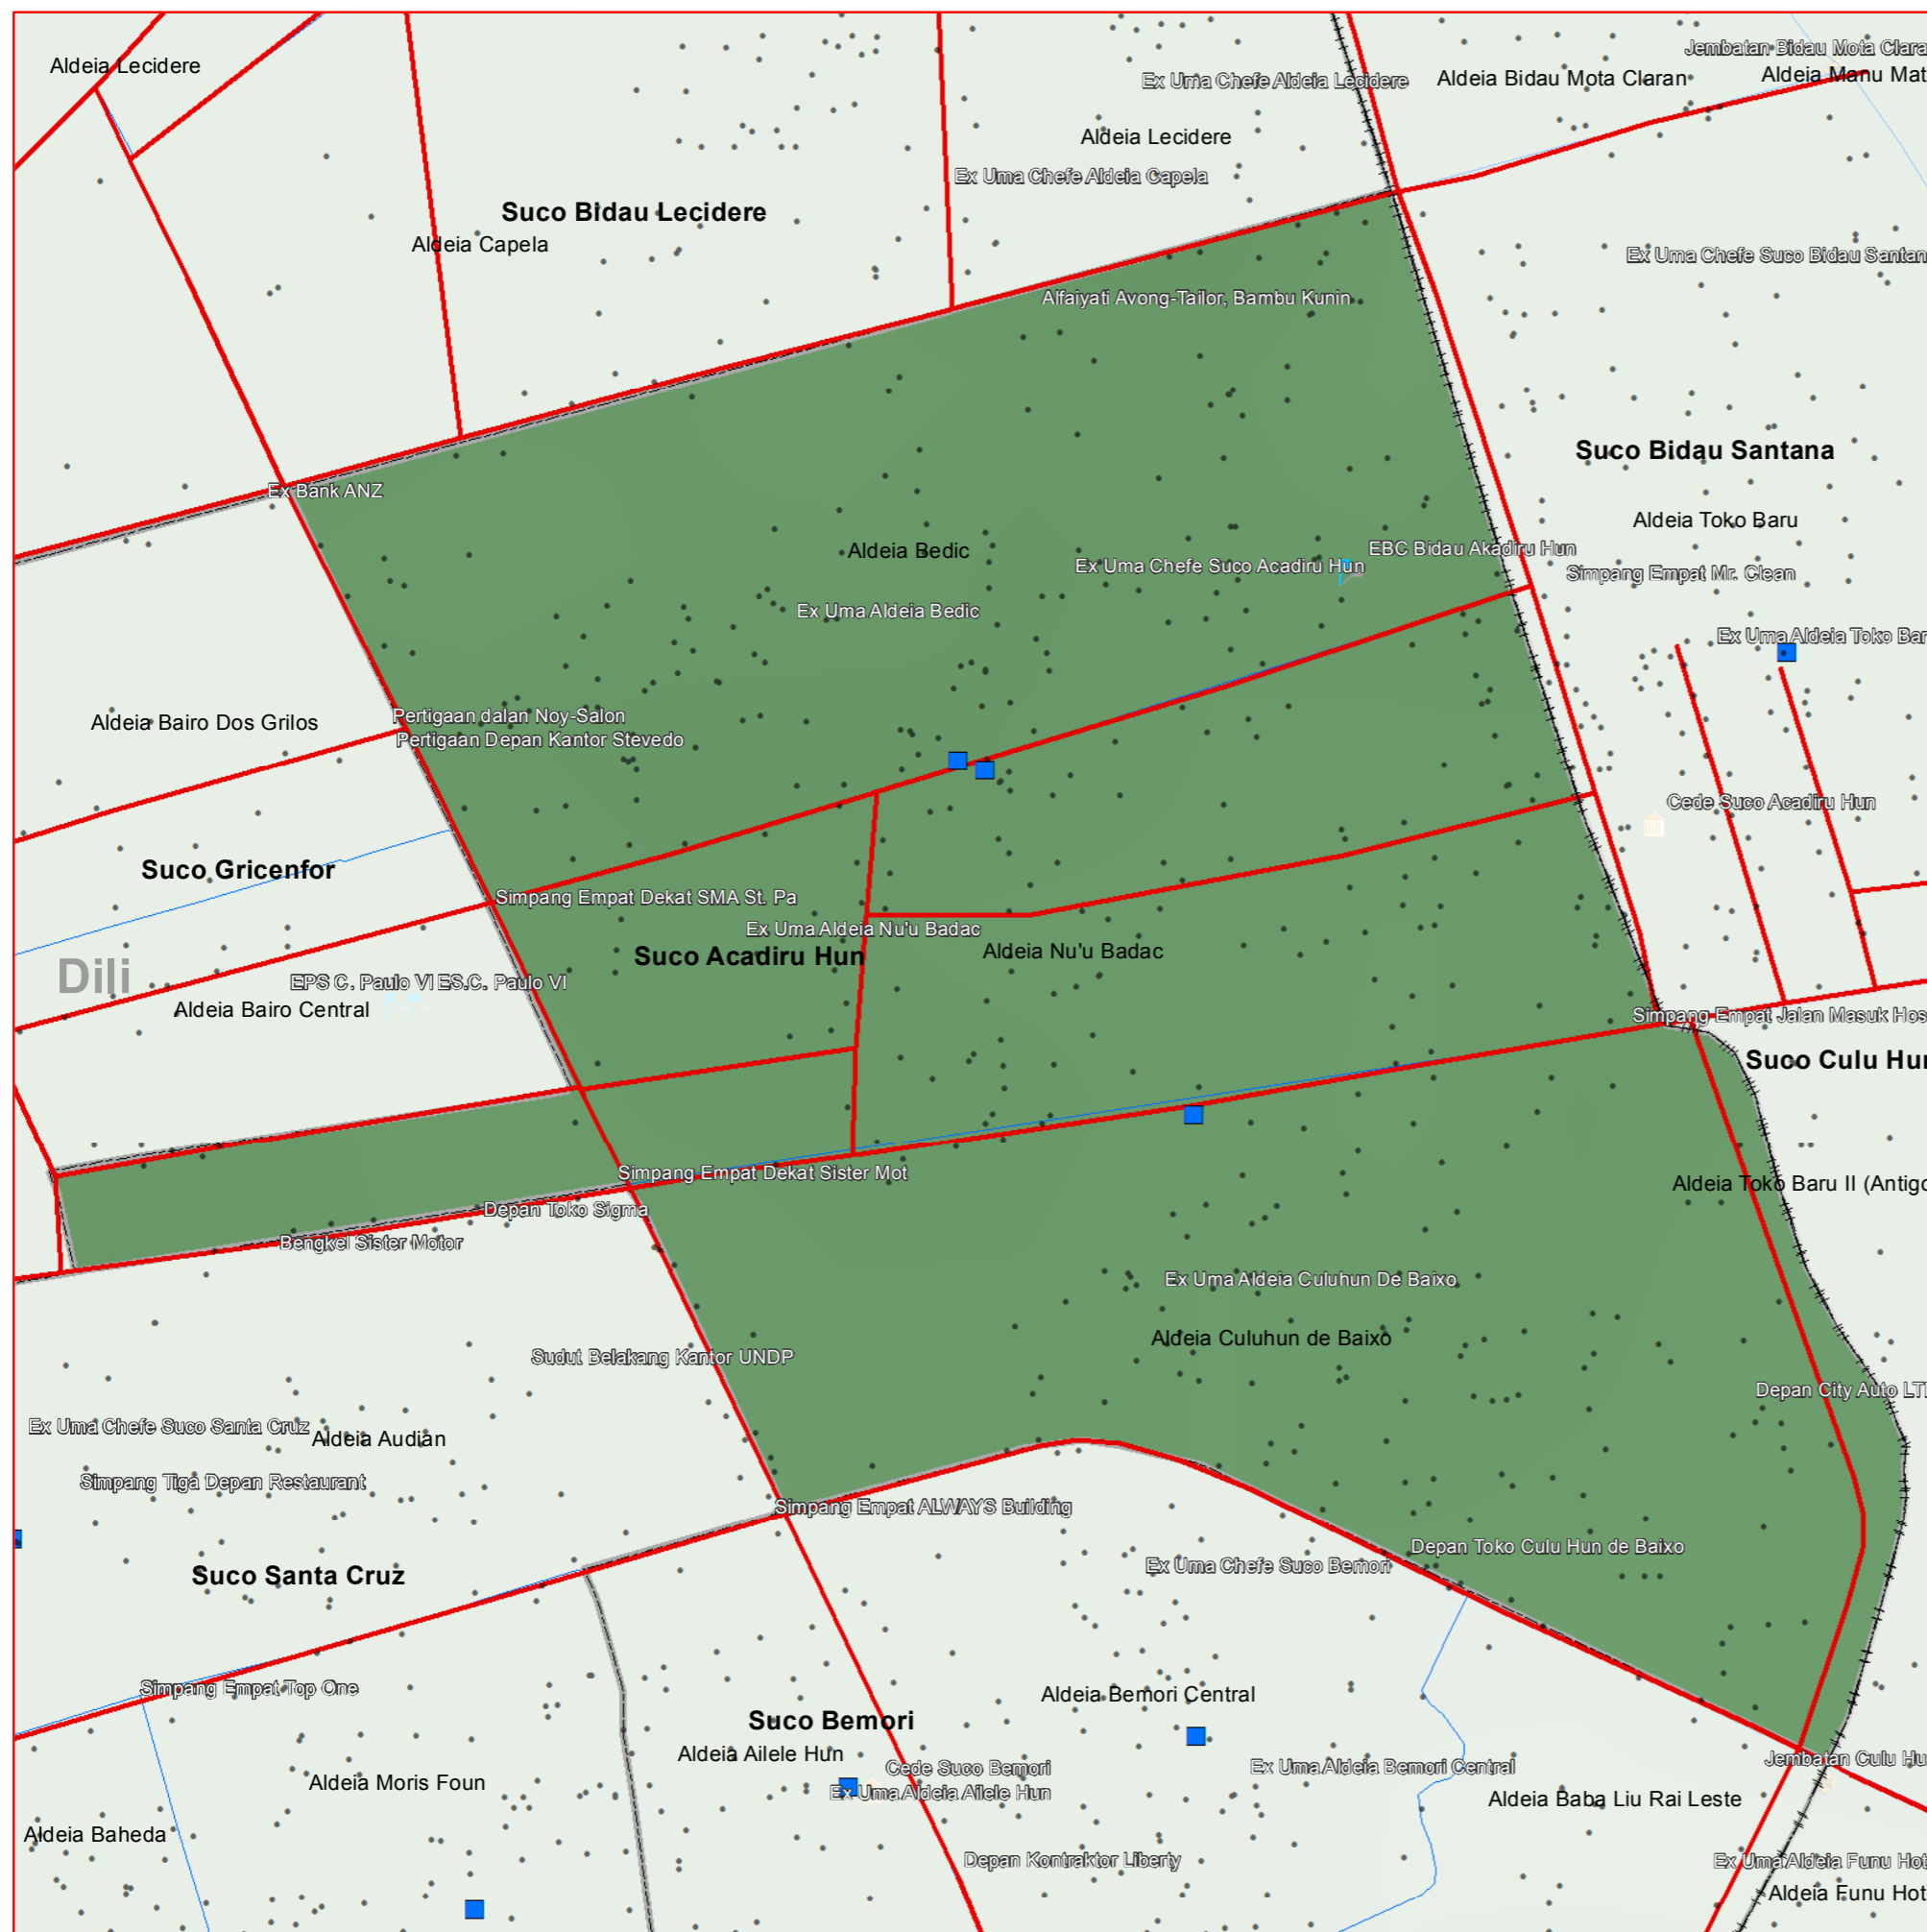 Jembatan Bidau Mota Clara
Aldeia Lecidere
Aldeia Manu Mat
Ex Uma Chefe Aldeia Lecidere
Aldeia Bidau Mota Claran
Aldeia Lecidere
Ex Uma Chefe Aldeia Capela
Suco Bidau Lecidere
Aldeia Capela
Ex Uma Chefe Suco Bidau Santan
Alfaiyati Avong-Tailor, Bambu Kunin
Suco Bidau Santana
Ex Bank ANZ
Aldeia Toko Baru
Aldeia Bedic
EBC Bidau Akadiru Hun
Ex Uma Chefe Suco Acadiru Hun
Simpang Empat Mr. Clean
Ex Uma Aldeia Bedic
Ex Uma Aldeia Toko Bar
Pertigaan dalan Noy-Salon
Aldeia Bairo Dos Grilos
Pertigaan Depan Kantor Stevedo
Cede Suco Acadiru Hun
Suco Gricenfor
Simpang Empat Dekat SMA St. Pa
Ex Uma Aldeia Nu'u Badac
Suco Acadiru Hun
Aldeia Nu'u Badac
Dili
EPS C. Paulo VI
ES.C. Paulo VI
Aldeia Bairo Central
Simpang Empat Jalan Masuk Hos
Suco Culu Hun
Simpang Empat Dekat Sister Mot
Aldeia Toko Baru II (Antigo
Depan Toko Sigma
Bengkel Sister Motor
Ex Uma Aldeia Culuhun De Baixo
Aldeia Culuhun de Baixo
Sudut Belakang Kantor UNDP
Depan City Auto LT
Ex Uma Chefe Suco Santa Cruz
Aldeia Audian
Simpang Tiga Depan Restaurant
Simpang Empat ALWAYS Building
Depan Toko Culu Hun de Baixo
Ex Uma Chefe Suco Bemori
Suco Santa Cruz
Simpang Empat Top One
Aldeia Bemori Central
Suco Bemori
Aldeia Ailele Hun
Jembatan Culu Hu
Cede Suco Bemori
Ex Uma Aldeia Bemori Central
Aldeia Moris Foun
Ex Uma Aldeia Ailele Hun
Aldeia Baba Liu Rai Leste
Aldeia Baheda
Depan Kontraktor Liberty
Ex Uma Aldeia Funu Hot
Aldeia Funu Hot